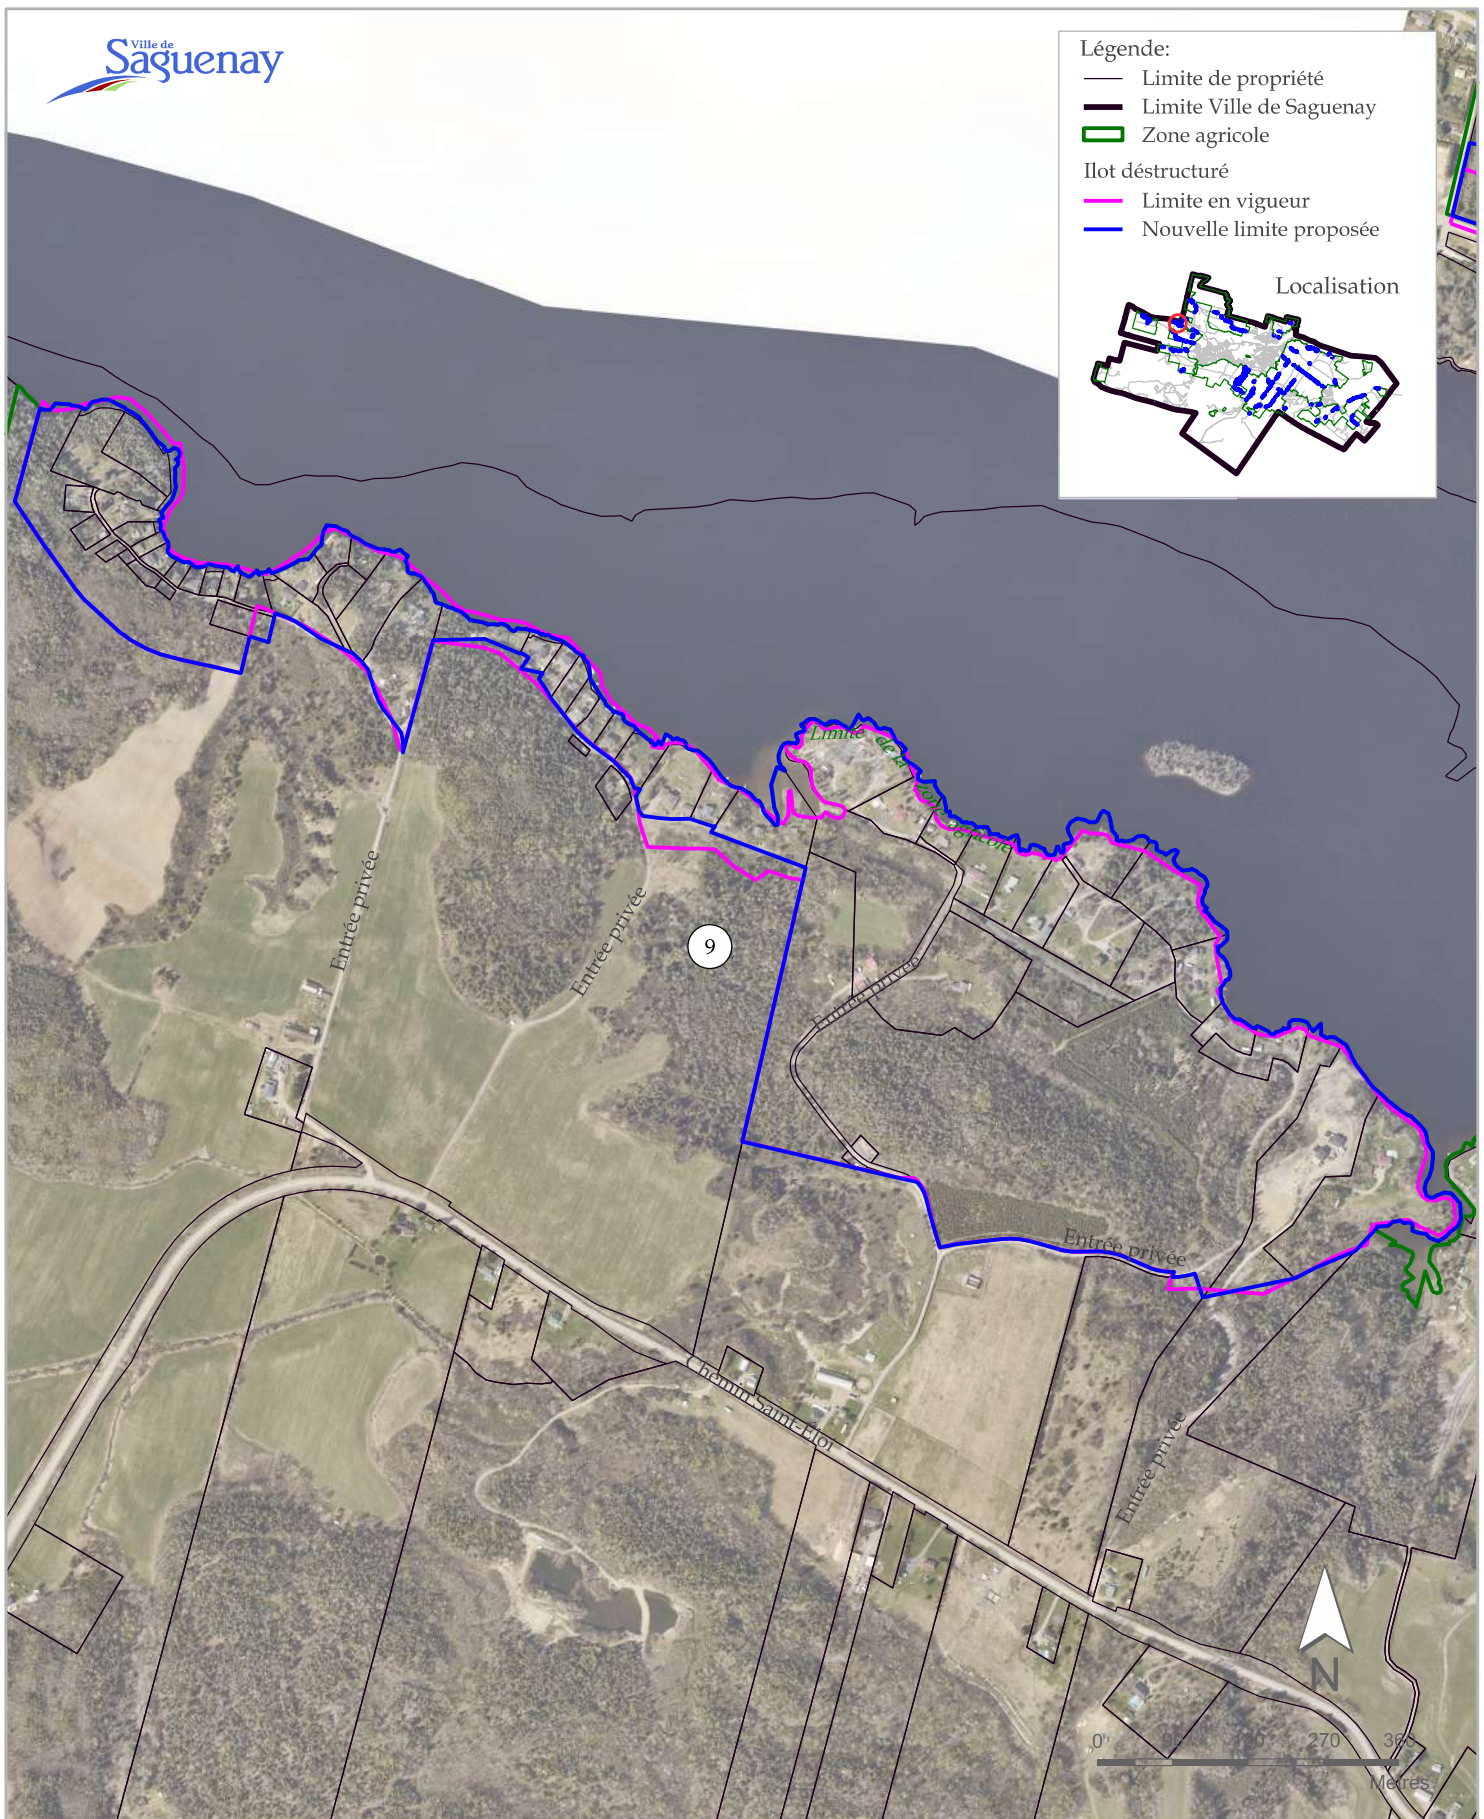 Ville de
Saguenay
Légende:
Limite de propriété
Limite Ville de Saguenay
Zone agricole
Ilot déstructuré
Limite en vigueur
Nouvelle limite proposée
Localisation
Limite de la zone agricole
Entrée privée
Entrée privée
9
Entrée privée
Entrée privée
Chemin Saint-Éloi
Entrée privée
N
0 270 360
Mètres